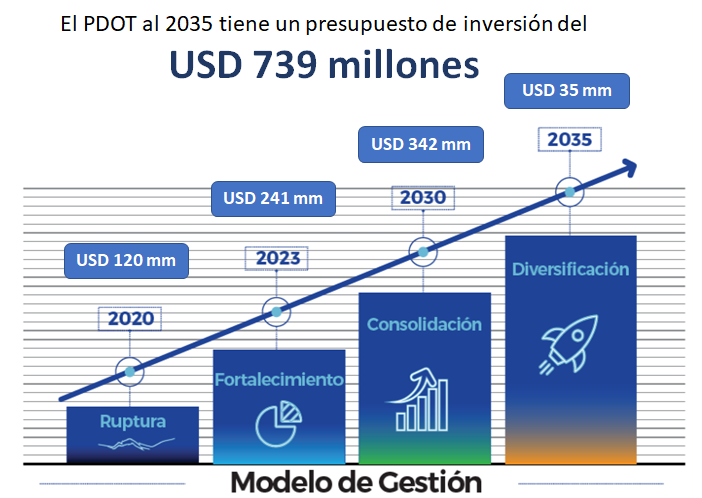 El PDOT al 2035 tiene un presupuesto de inversión del
USD 739 millones
USD 35 mm
2035
USD 342 mm
2030
USD 241 mm
2023
USD 120 mm
2020
Diversificación
Consolidación
Fortalecimiento
Ruptura
Modelo de Gestión